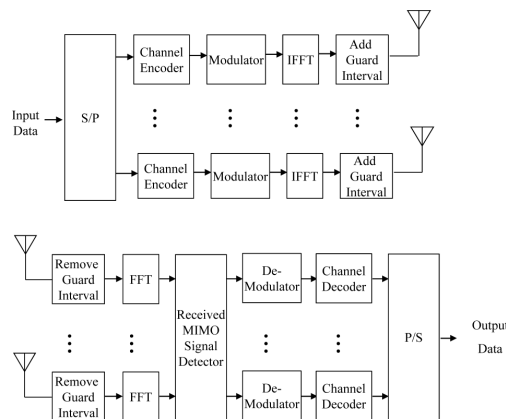 Input
Data
S/P
Channel
Encoder
Modulator
IFFT
Add
Guard
Interval
Channel
Encoder
Modulator
IFFT
Add
Guard
Interval
Remove
Guard
Interval
FFT
Received
MIMO
Signal
Detector
De-
Modulator
Channel
Decoder
P/S
Output
Data
Remove
Guard
Interval
FFT
De-
Modulator
Channel
Decoder